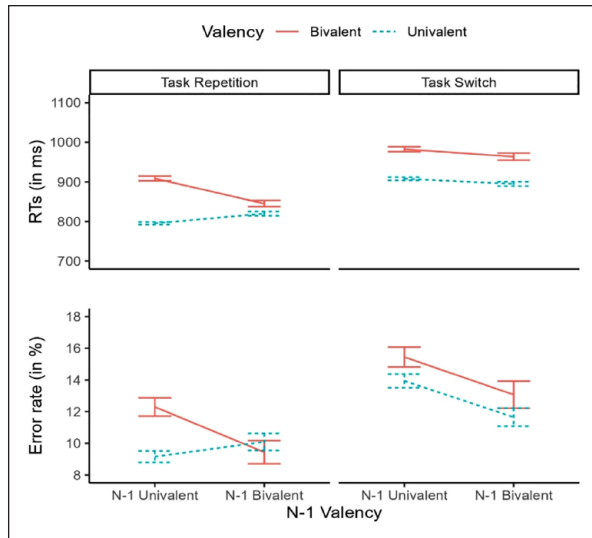 Valency Bivalent Univalent
Task Repetition Task Switch
1100
1000
900
800
700
RTs (in ms)
18
16
14
12
10
8
Error rate (in %)
N-1 Univalent N-1 Bivalent N-1 Univalent N-1 Bivalent
N-1 Valency